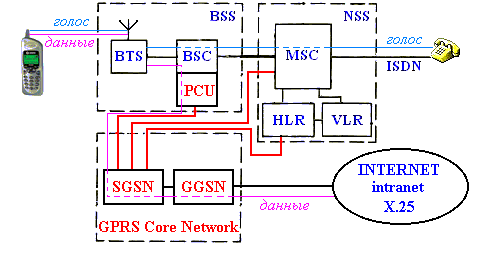 BSS
NSS
голос
данные
BTS
BSC
PCU
MSC
голос
ISDN
HLR
VLR
SGSN
GGSN
GPRS Core Network
данные
INTERNET
intranet
X.25